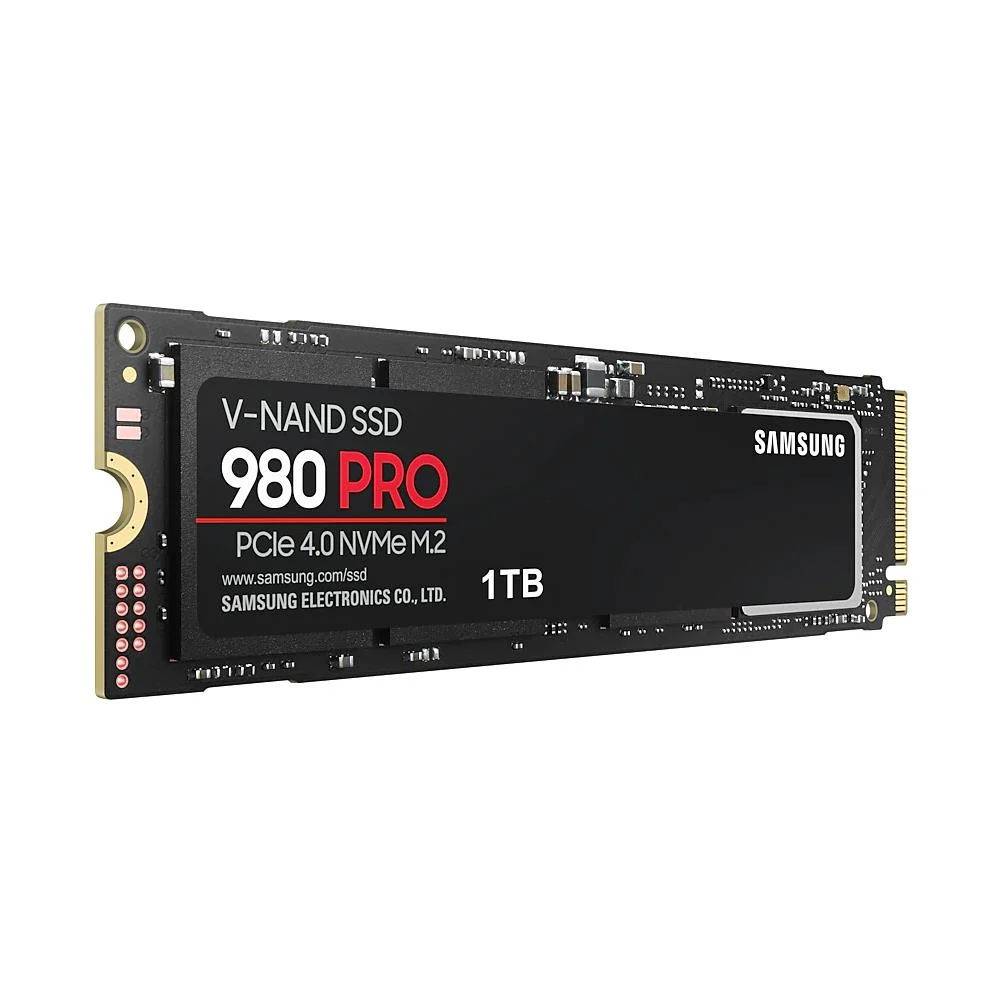 V-NAND SSD
980 PRO
PCIe 4.0 NVMe M.2
www.samsung.com/ssd
SAMSUNG ELECTRONICS CO., LTD.
1TB
SAMSUNG